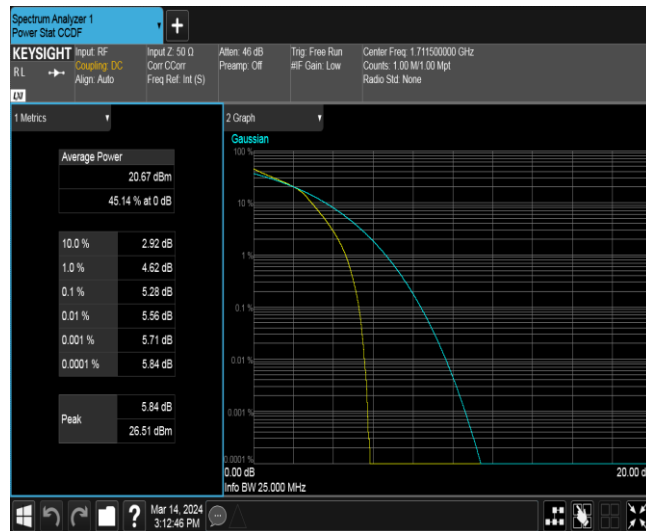 Spectrum Analyzer 1
Power Stat CCDF
+
KEYSIGHT
RL
LXI
Input: RF
Coupling: DC
Align: Auto
Input Z: 50 Ω
Corr CCorr
Freq Ref: Int (S)
Atten: 46 dB
Preamp: Off
Trig: Free Run
#IF Gain: Low
Center Freq: 1.711500000 GHz
Counts: 1.00 M/1.00 Mpt
Radio Std: None
1 Metrics
Average Power
20.67 dBm
45.14 % at 0 dB
10.0 % 2.92 dB
1.0 % 4.62 dB
0.1 % 5.28 dB
0.01 % 5.56 dB
0.001 % 5.71 dB
0.0001 % 5.84 dB
Peak
5.84 dB
26.51 dBm
2 Graph
Gaussian
100 %
10 %
1 %
0.1 %
0.01 %
0.001 %
0.0001 %
0.00 dB
20.00 d
Info BW 25.000 MHz
?
Mar 14, 2024
3:12:46 PM